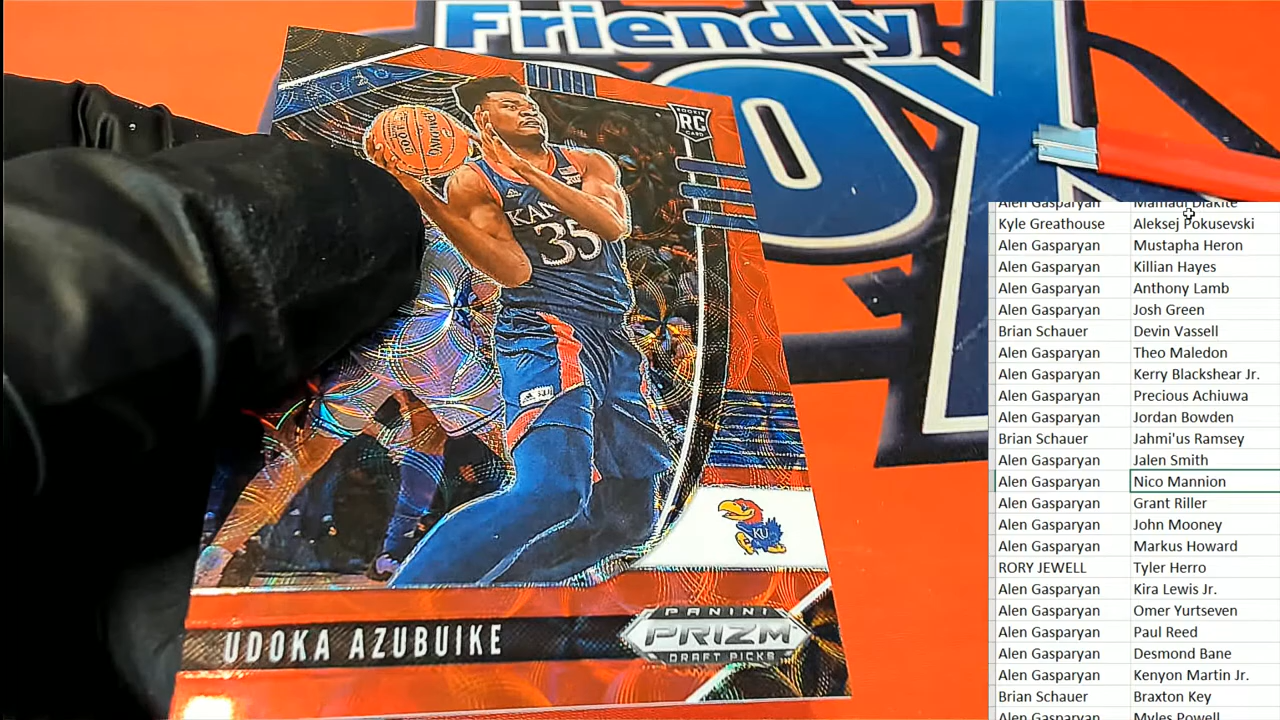 Friendly
OX
ROOKIE
RC
CARD
KAN
35
KU
UDOKA AZUBUIKE
PANINI
PRIZM
DRAFT PICKS
Alen Gasparyan Mamadi Diakite
Kyle Greathouse Aleksej Pokusevski
Alen Gasparyan Mustapha Heron
Alen Gasparyan Killian Hayes
Alen Gasparyan Anthony Lamb
Alen Gasparyan Josh Green
Brian Schauer Devin Vassell
Alen Gasparyan Theo Maledon
Alen Gasparyan Kerry Blackshear Jr.
Alen Gasparyan Precious Achiuwa
Alen Gasparyan Jordan Bowden
Brian Schauer Jahmi'us Ramsey
Alen Gasparyan Jalen Smith
Alen Gasparyan Nico Mannion
Alen Gasparyan Grant Riller
Alen Gasparyan John Mooney
Alen Gasparyan Markus Howard
RORY JEWELL Tyler Herro
Alen Gasparyan Kira Lewis Jr.
Alen Gasparyan Omer Yurtseven
Alen Gasparyan Paul Reed
Alen Gasparyan Desmond Bane
Alen Gasparyan Kenyon Martin Jr.
Brian Schauer Braxton Key
Alen Gasparyan Myles Powell